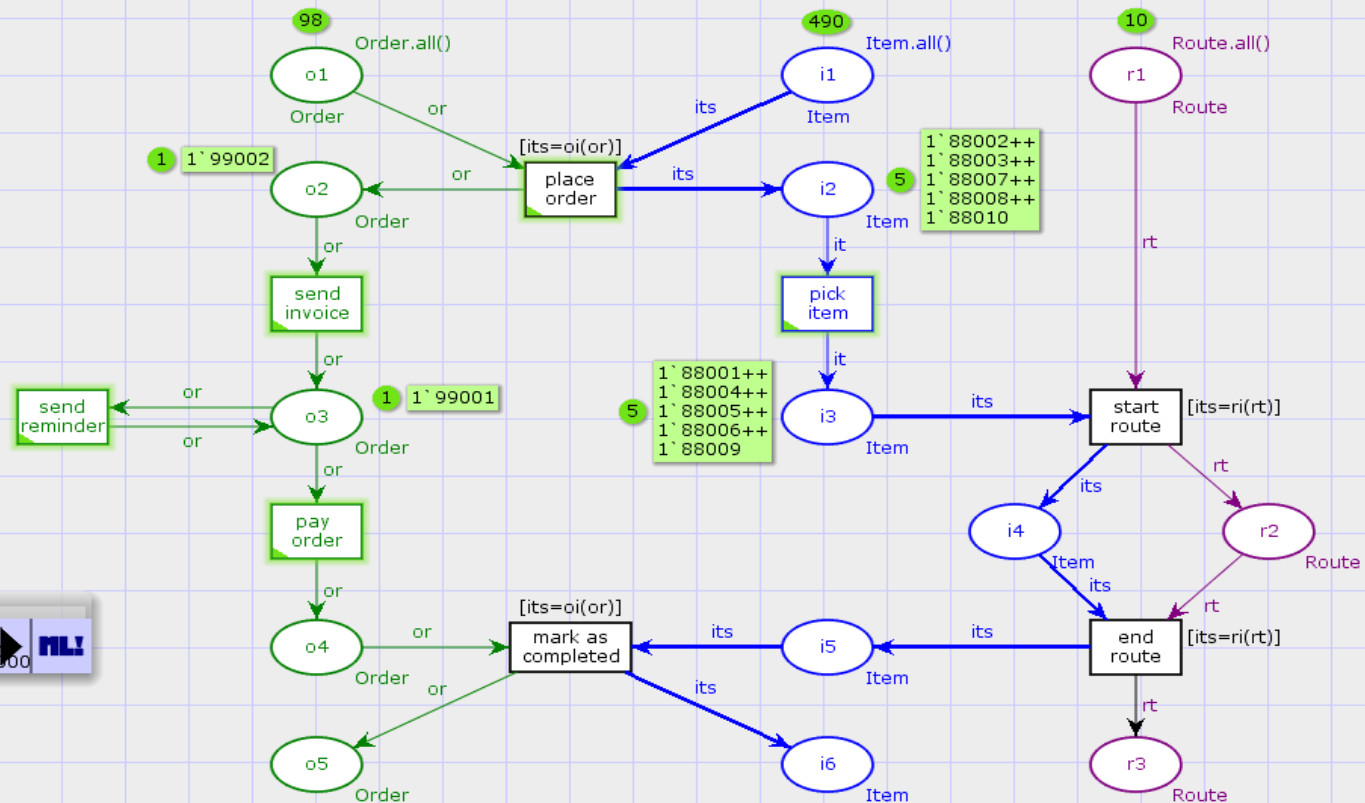 98
490
10
Order.all()
Item.all()
Route.all()
o1
i1
r1
or
its
Order
Item
Route
[its=oi(or)]
1
1`99002
o2
or
place
order
its
i2
5
1`88002++
1`88003++
1`88007++
1`88008++
1`88010
Order
Item
or
it
rt
send
invoice
pick
item
or
it
send
reminder
or
or
o3
1
1`99001
5
1`88001++
1`88004++
1`88005++
1`88006++
1`88009
i3
its
start
route
[its=ri(rt)]
Order
Item
or
its
rt
pay
order
i4
r2
Item
Route
or
its
rt
[its=oi(or)]
o4
or
mark as
completed
its
i5
its
end
route
[its=ri(rt)]
Order
Item
or
its
rt
o5
i6
r3
Order
Item
Route
ML!